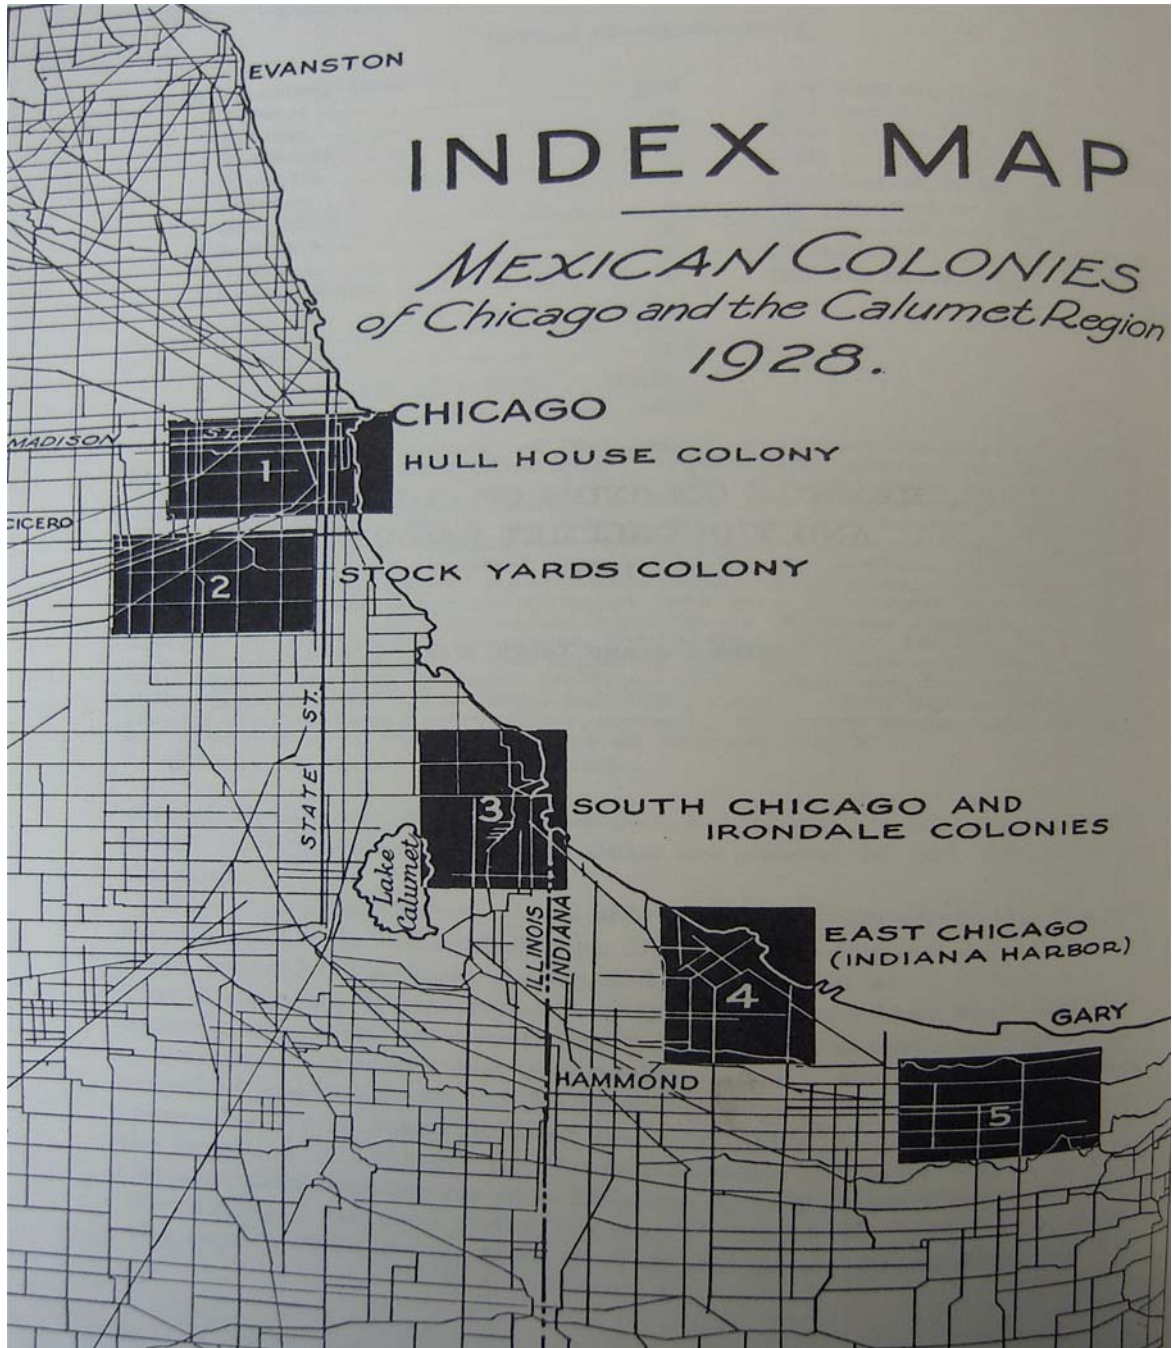 EVANSTON
INDEX MAP
MEXICAN COLONIES
of Chicago and the Calumet Region
1928.
CHICAGO
MADISON ST.
1
HULL HOUSE COLONY
CICERO
2
STOCK YARDS COLONY
STATE ST.
3
SOUTH CHICAGO AND
IRONDALE COLONIES
Lake
Calumet
ILLINOIS
INDIANA
EAST CHICAGO
(INDIANA HARBOR)
4
GARY
HAMMOND
5